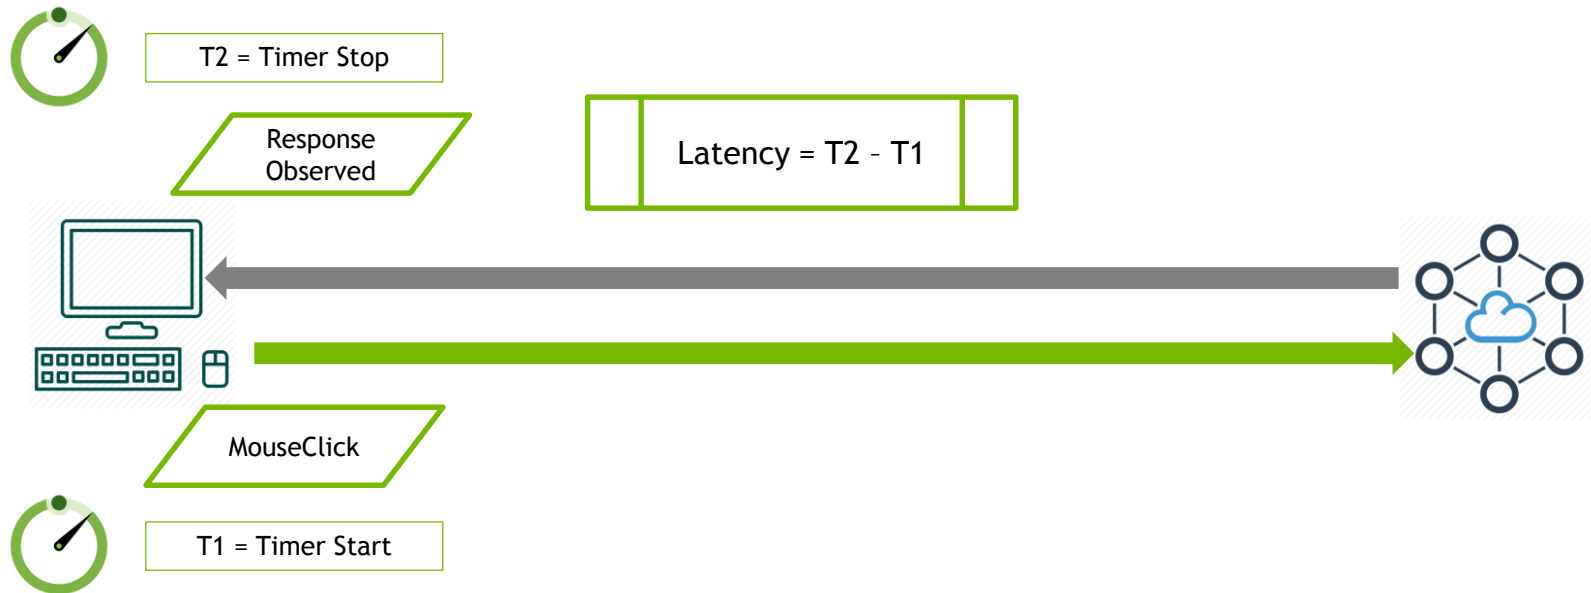 T2 = Timer Stop
Response
Observed
Latency = T2 – T1
MouseClick
T1 = Timer Start